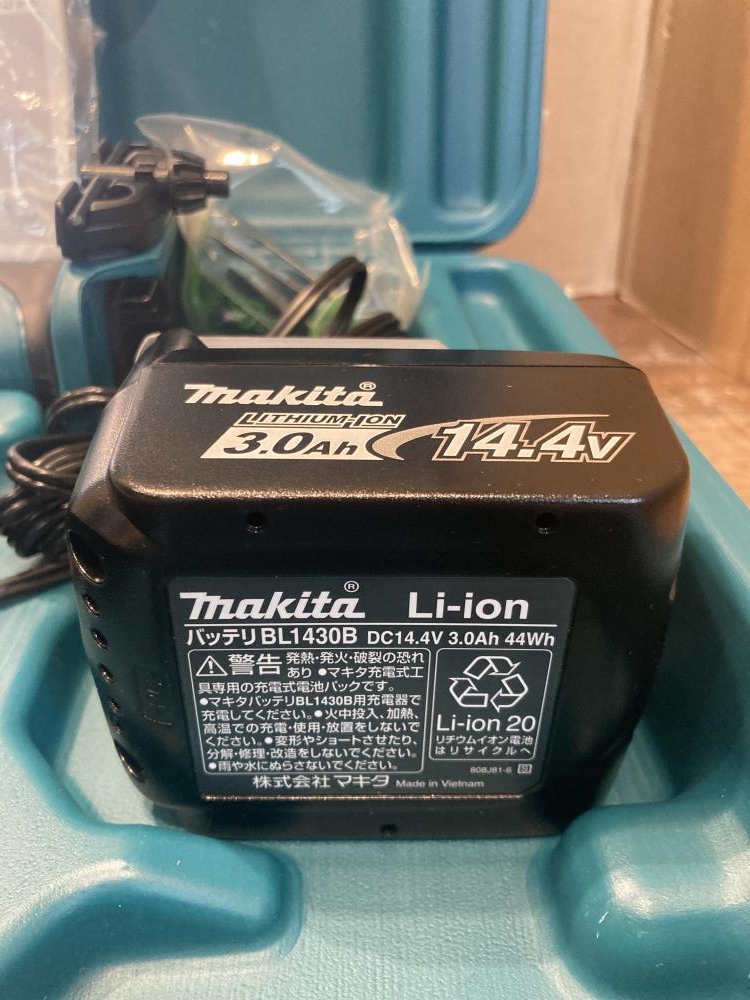 makita®
LITHIUM-ION
3.0Ah 14.4V
makita® Li-ion
バッテリ BL1430B DC14.4V 3.0Ah 44Wh
警告 発熱・発火・破裂の恐れ
あり ●マキタ充電式工
具専用の充電式電池パックです。
●マキタバッテリBL1430B用充電器で
充電してください。●火中投入、加熱、
高温での充電・使用・放置をしないで
ください。●変形やショートさせたり、
分解・修理・改造をしないでください。
●雨や水にぬらさないでください。
Li-ion 20
リチウムイオン電池
はリサイクルへ
808J81-6
株式会社マキタ Made in Vietnam